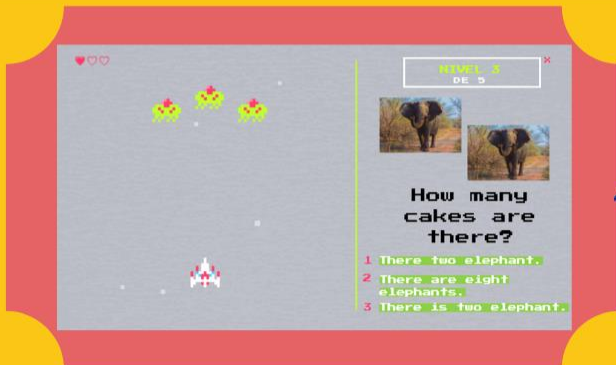 NIVEL 3
DE 5
How many
cakes are
there?
1 There two elephant.
2 There are eight
elephants.
3 There is two elephant.